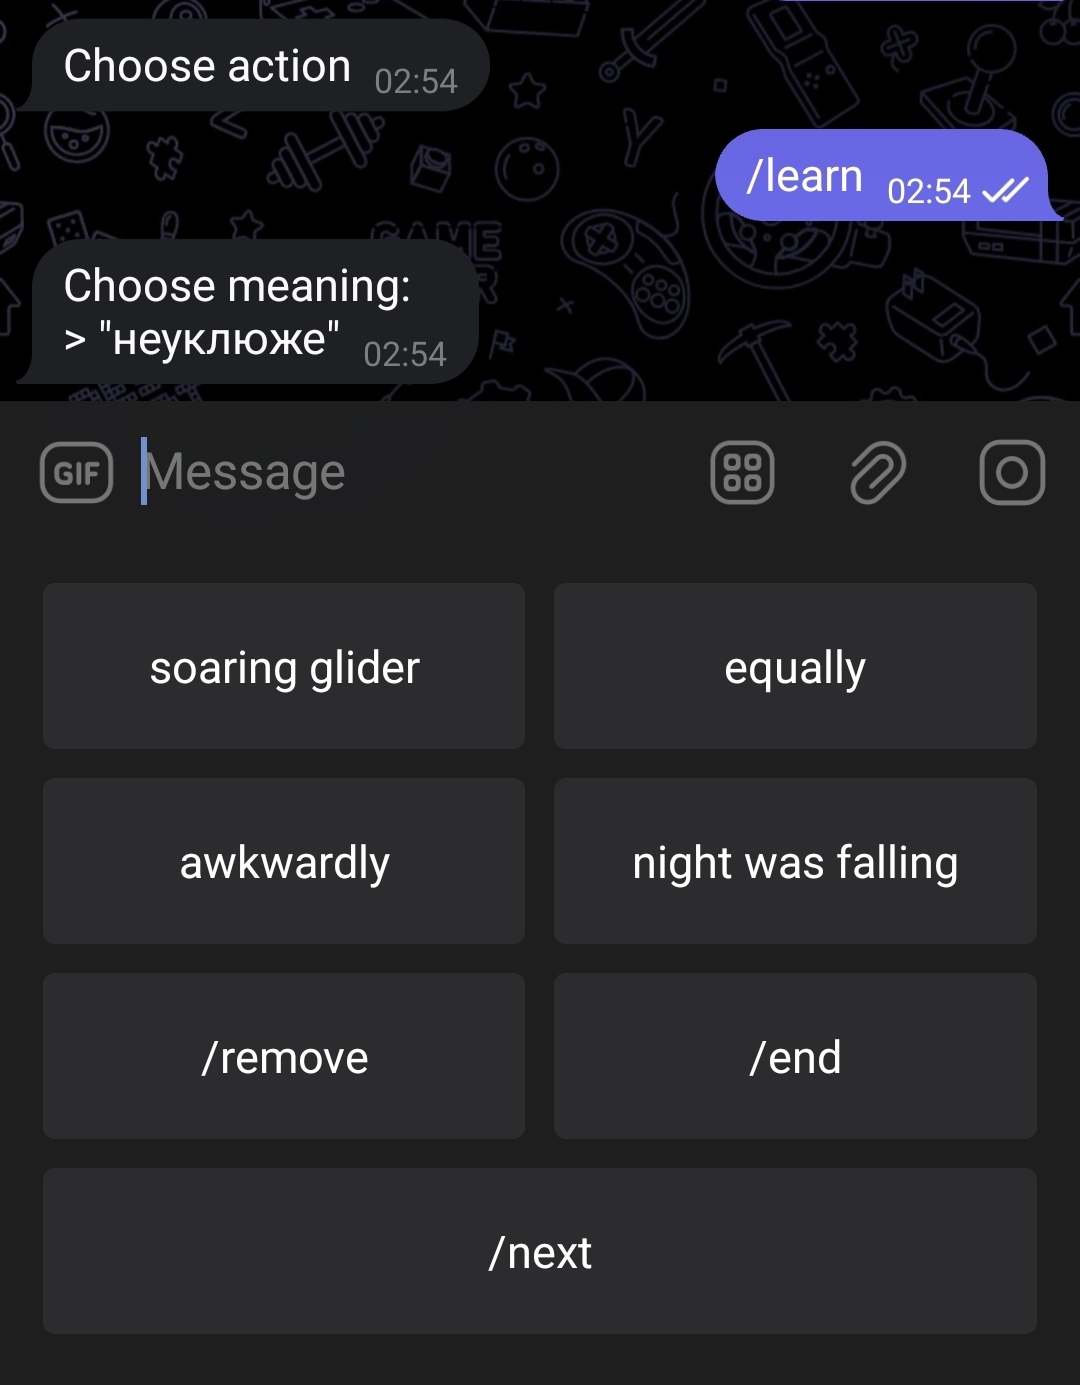 Choose action 02:54
/learn 02:54
GAME
Choose meaning:
> "неуклюже" 02:54
GIF Message
soaring glider
equally
awkwardly
night was falling
/remove
/end
/next